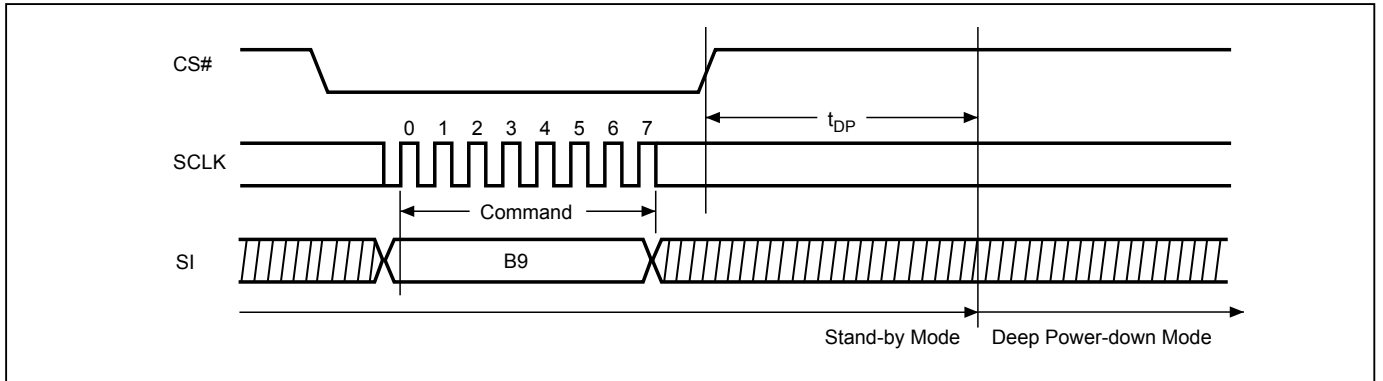 CS#
tDP
0 1 2 3 4 5 6 7
SCLK
Command
SI
B9
Stand-by Mode
Deep Power-down Mode